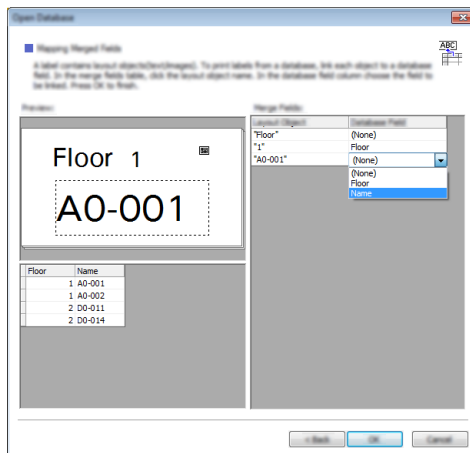 Open Database
Mapping Merged Fields
A label contains layout objects(text/images). To print labels from a database, link each object to a database
field. In the merge fields table, click the layout object name. In the database field column choose the field to
be linked. Press OK to finish.
ABC
Preview:
Merge Fields:
Floor 1
A0-001
Layout Object Database Field
"Floor" (None)
"1" Floor
"A0-001" (None)
(None)
Floor
Name
Floor Name
1 A0-001
1 A0-002
2 D0-011
2 D0-014
< Back OK Cancel